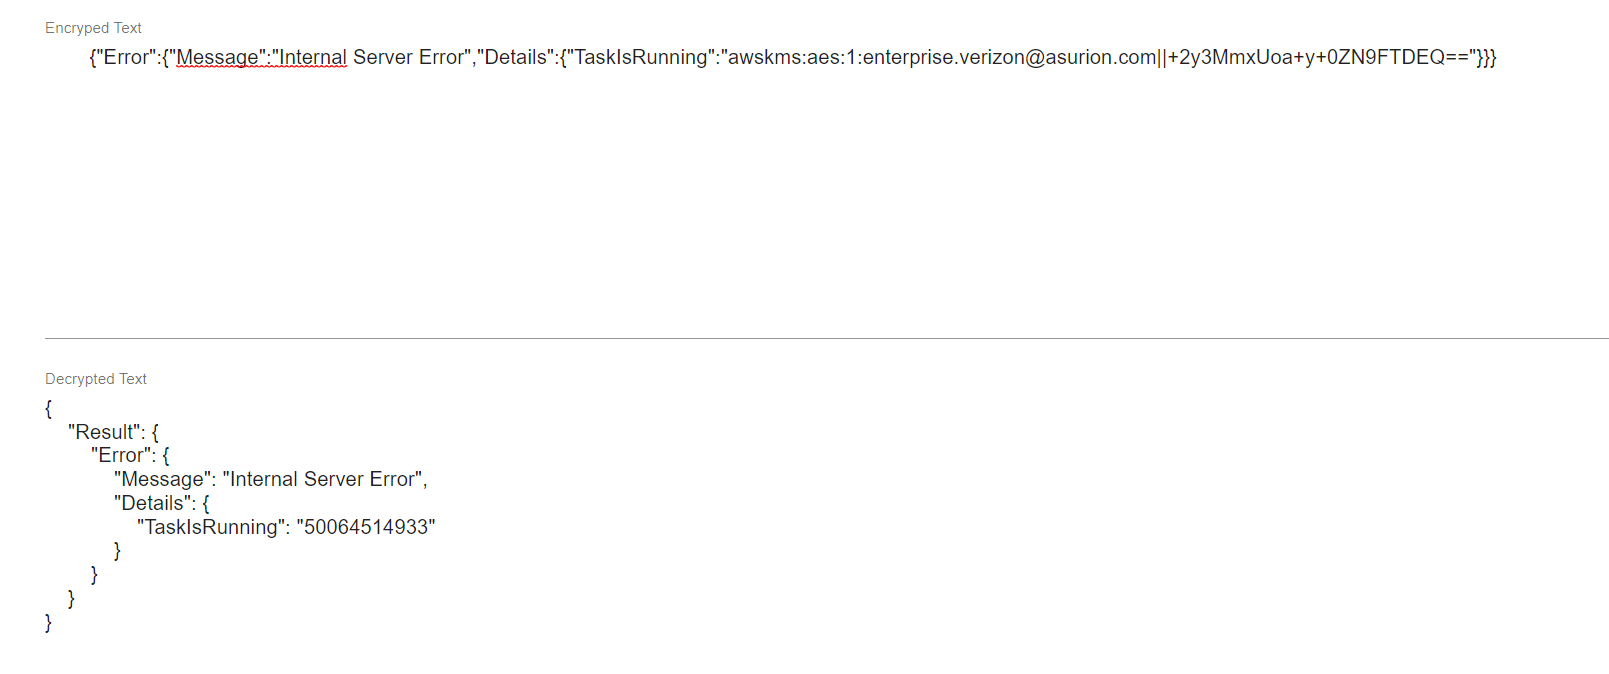 Encryped Text
{"Error":{"Message":"Internal Server Error","Details":{"TaskIsRunning":"awskms:aes:1:enterprise.verizon@asurion.com||+2y3MmxUoa+y+0ZN9FTDEQ=="}}}
Decrypted Text
{
"Result": {
"Error": {
"Message": "Internal Server Error",
"Details": {
"TaskIsRunning": "50064514933"
}
}
}
}